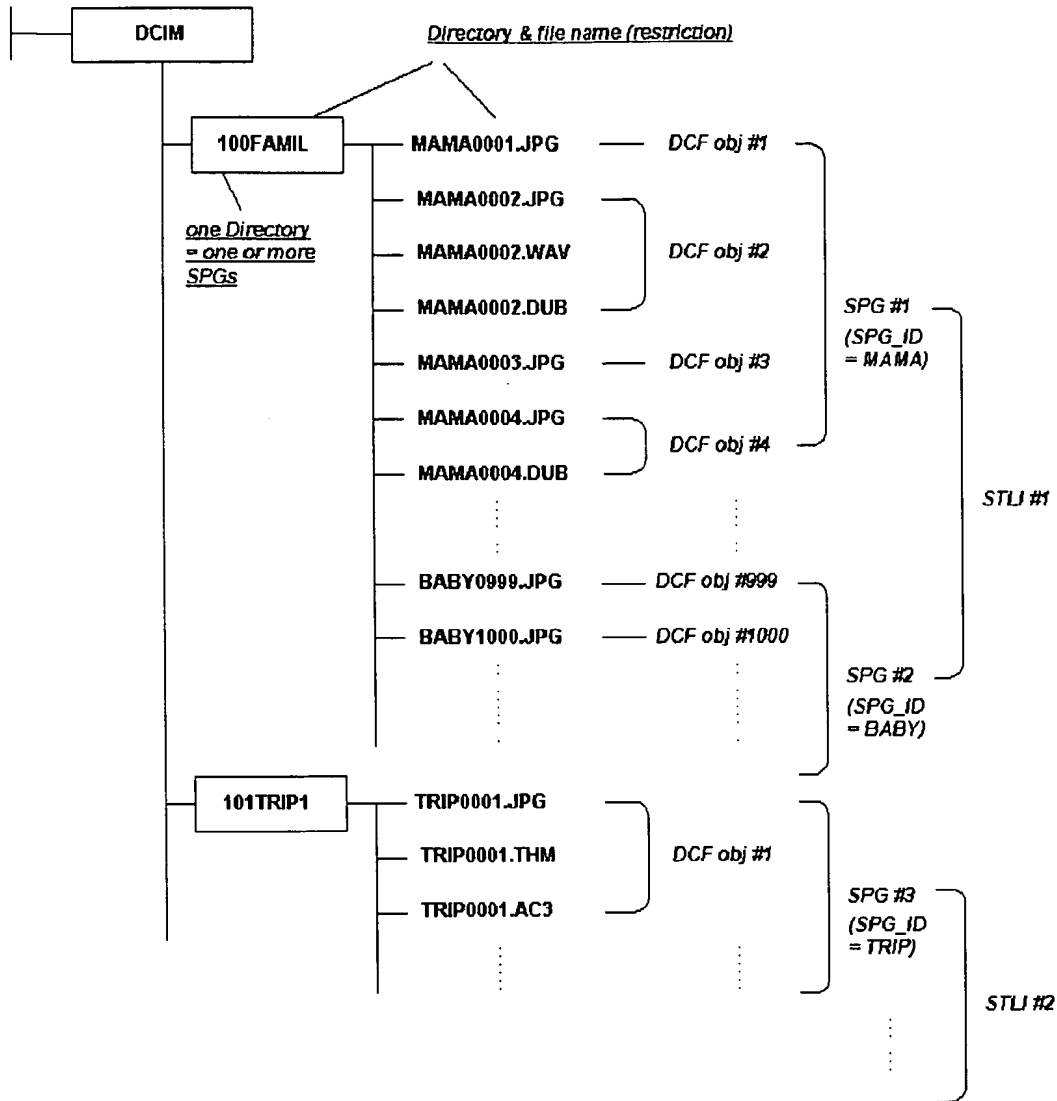 DCIM
Directory & file name (restriction)
100FAMIL
MAMA0001.JPG
DCF obj #1
MAMA0002.JPG
one Directory
= one or more
SPGs
MAMA0002.WAV
DCF obj #2
MAMA0002.DUB
SPG #1
(SPG_ID
= MAMA)
MAMA0003.JPG
DCF obj #3
MAMA0004.JPG
DCF obj #4
MAMA0004.DUB
STLI #1
BABY0999.JPG
DCF obj #999
BABY1000.JPG
DCF obj #1000
SPG #2
(SPG_ID
= BABY)
101TRIP1
TRIP0001.JPG
TRIP0001.THM
DCF obj #1
TRIP0001.AC3
SPG #3
(SPG_ID
= TRIP)
STLI #2